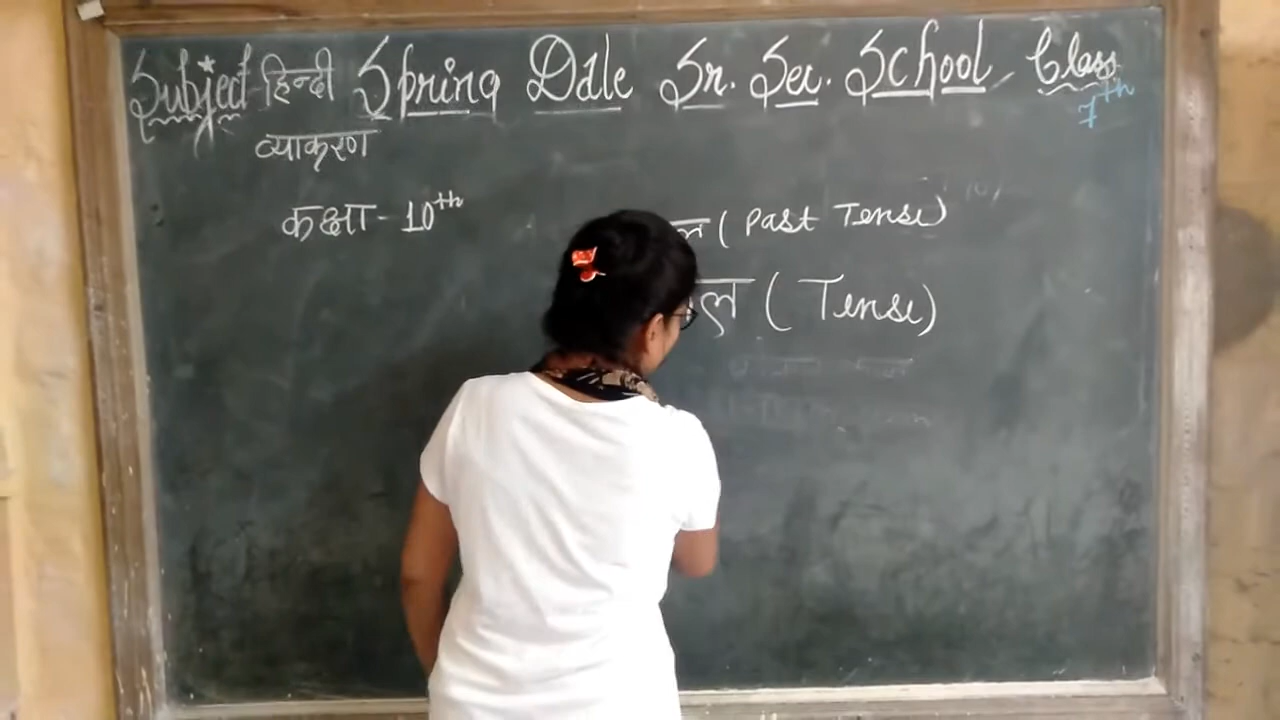 Subject हिन्दी Spring Dale Sr. Sec. School Class 7th
व्याकरण
कक्षा - 10th
ल ( Past Tense)
ल ( Tense)